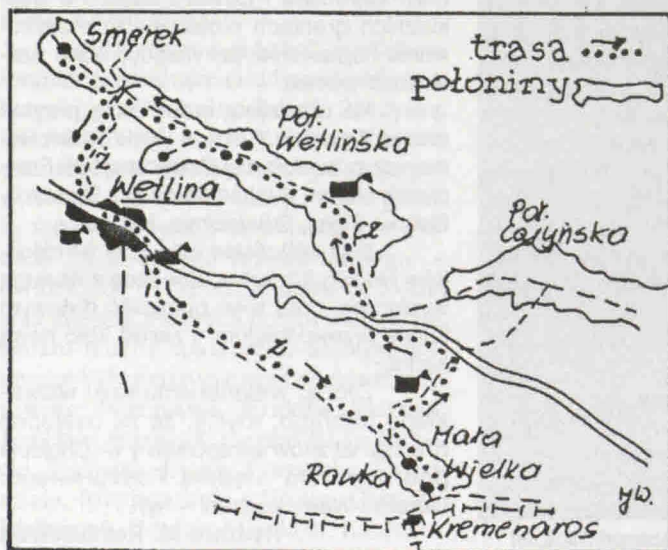 Smerek
trasa
połoniny
Poł.
Wetlińska
Wetlina
ż
cz
Poł.
Caryńska
ż
Mała
Wielka
Rawka
yw.
Kremenaros